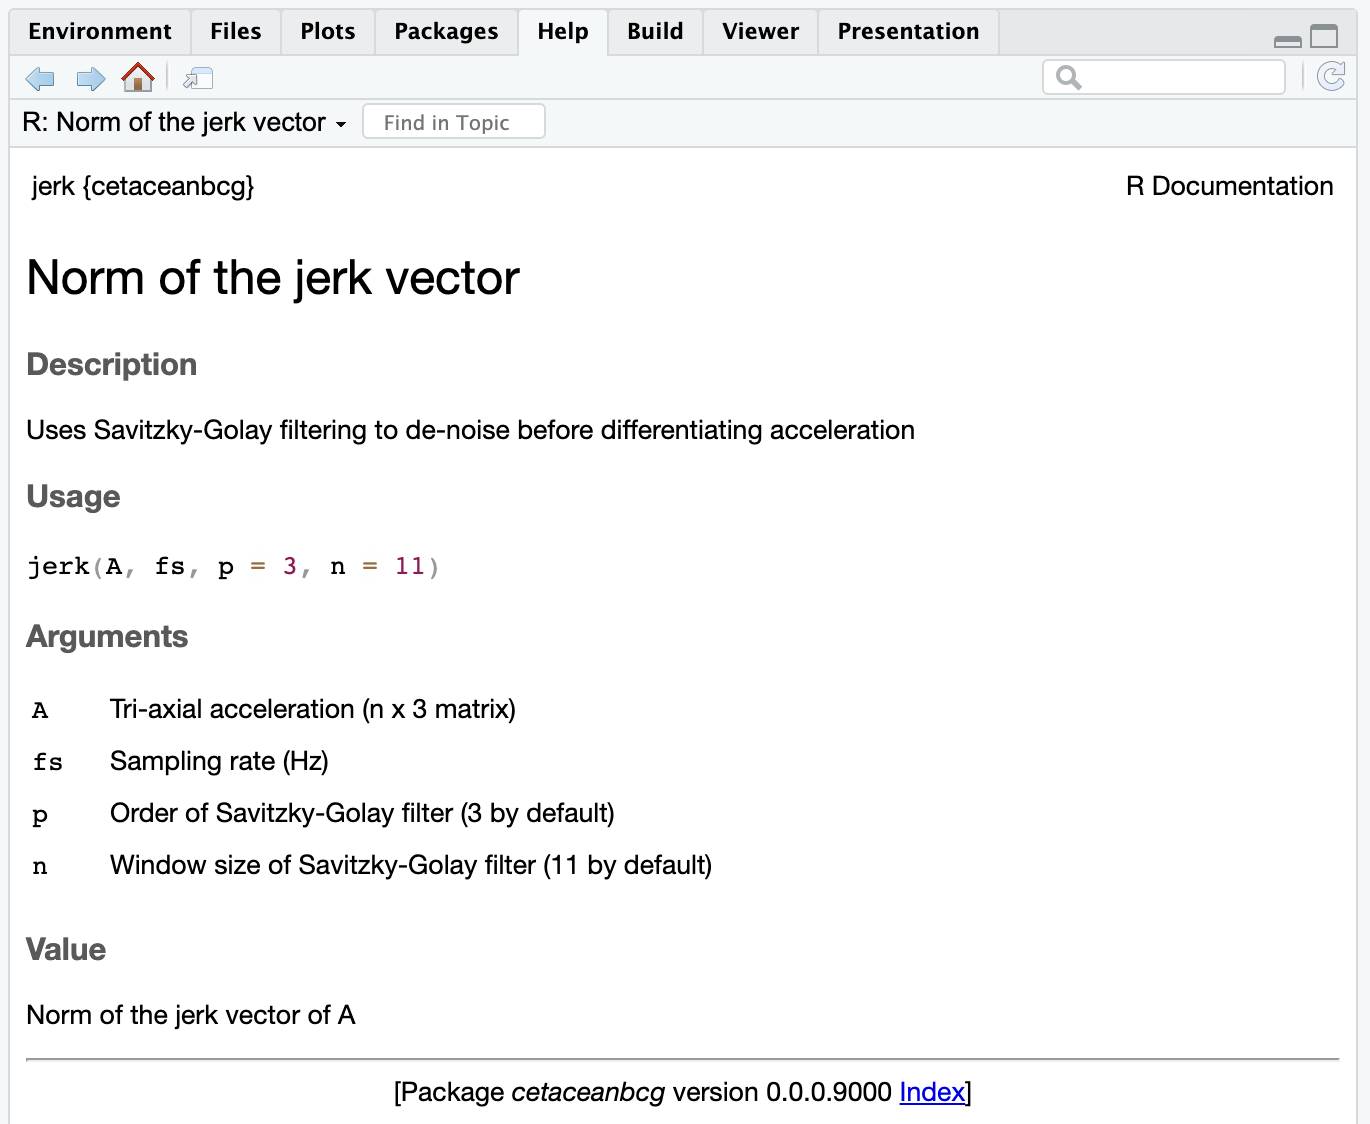 Environment Files Plots Packages Help Build Viewer Presentation
R: Norm of the jerk vector Find in Topic
jerk {cetaceanbcg} R Documentation
Norm of the jerk vector
Description
Uses Savitzky-Golay filtering to de-noise before differentiating acceleration
Usage
jerk(A, fs, p = 3, n = 11)
Arguments
A Tri-axial acceleration (n x 3 matrix)
fs Sampling rate (Hz)
p Order of Savitzky-Golay filter (3 by default)
n Window size of Savitzky-Golay filter (11 by default)
Value
Norm of the jerk vector of A
[Package cetaceanbcg version 0.0.0.9000 Index]